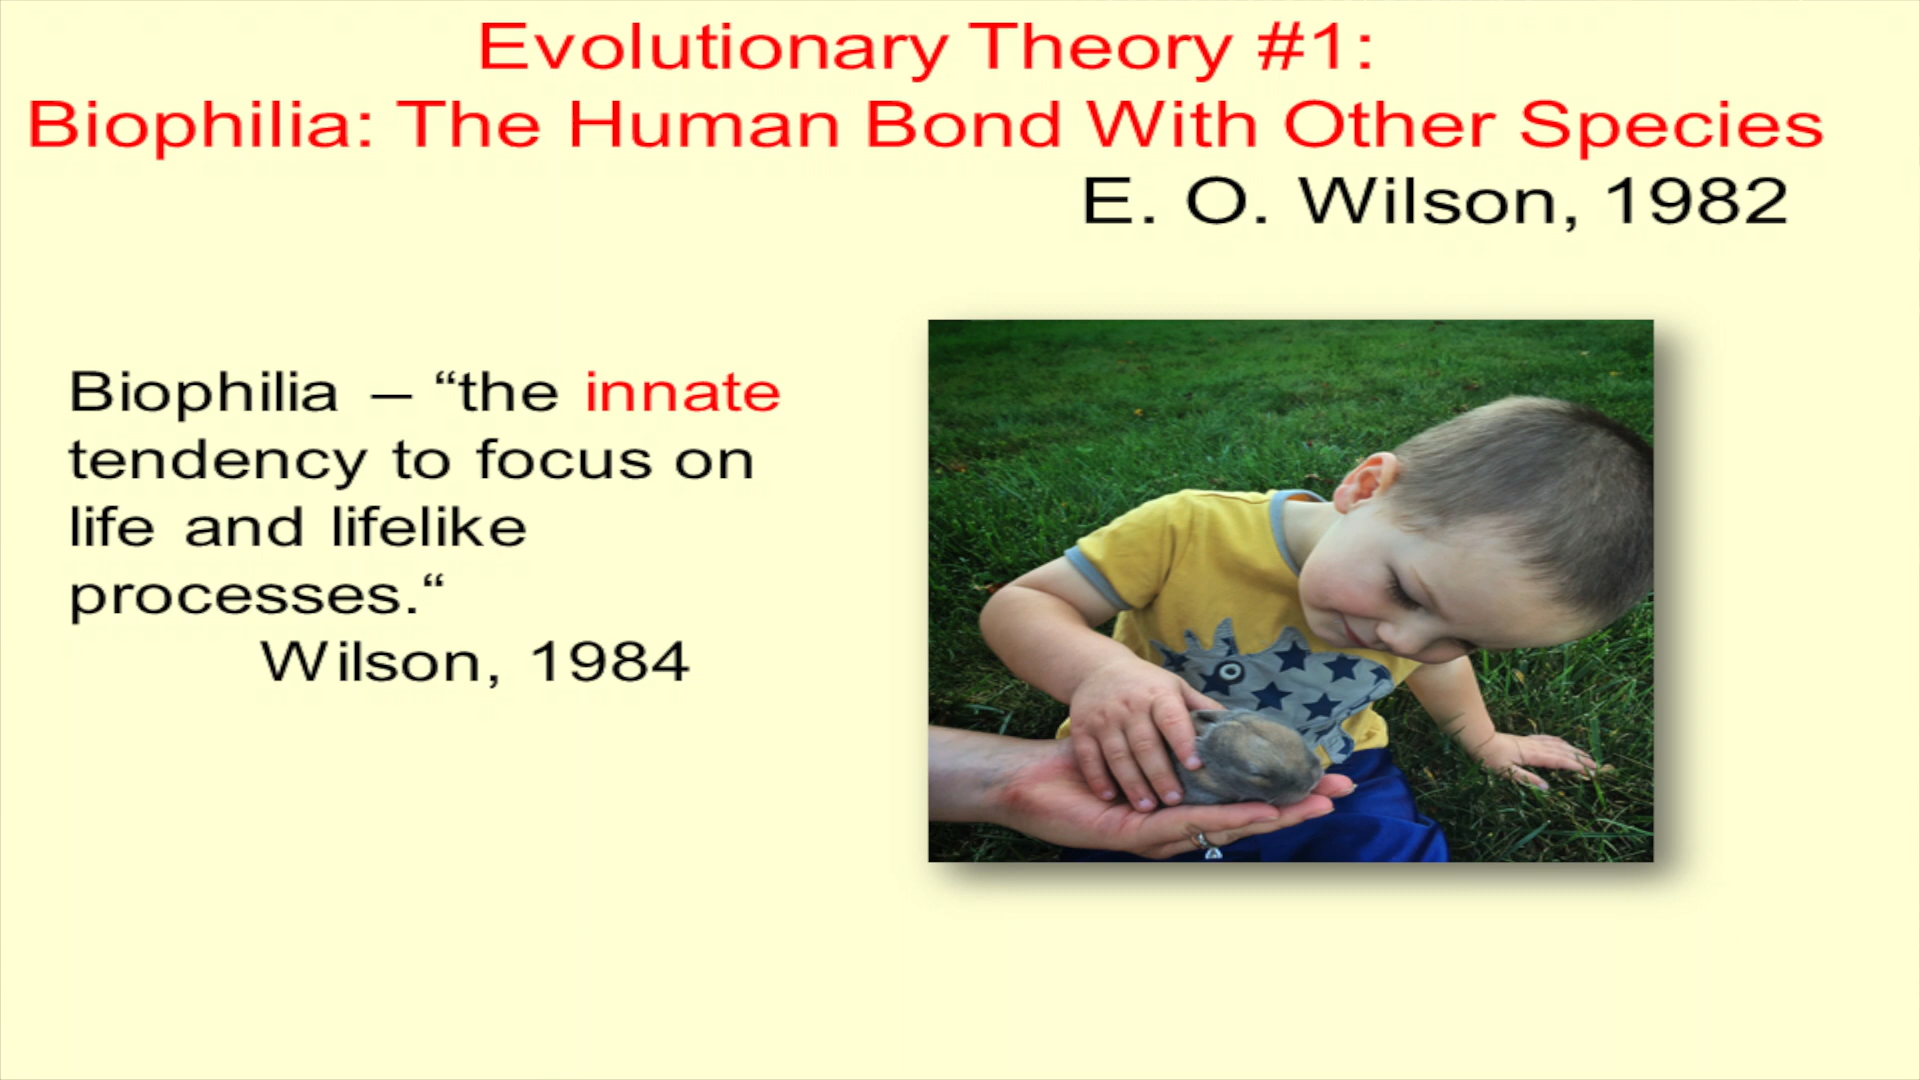 Evolutionary Theory #1:
Biophilia: The Human Bond With Other Species
E. O. Wilson, 1982
Biophilia – “the innate
tendency to focus on
life and lifelike
processes.“
Wilson, 1984